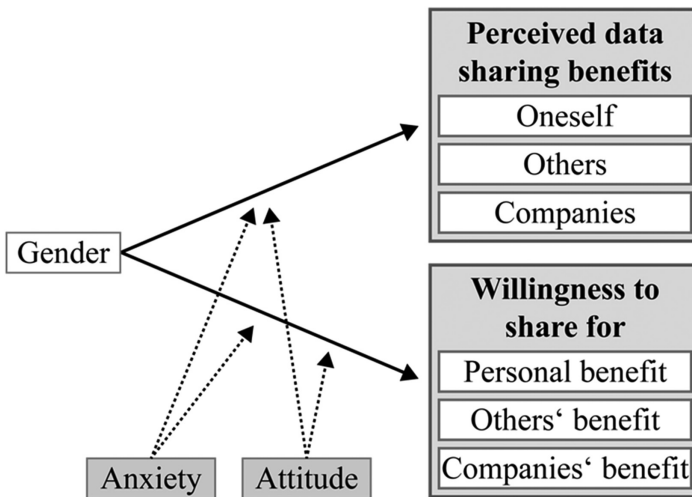 Perceived data
sharing benefits
Oneself
Others
Companies
Gender
Willingness to
share for
Personal benefit
Others‘ benefit
Companies‘ benefit
Anxiety
Attitude